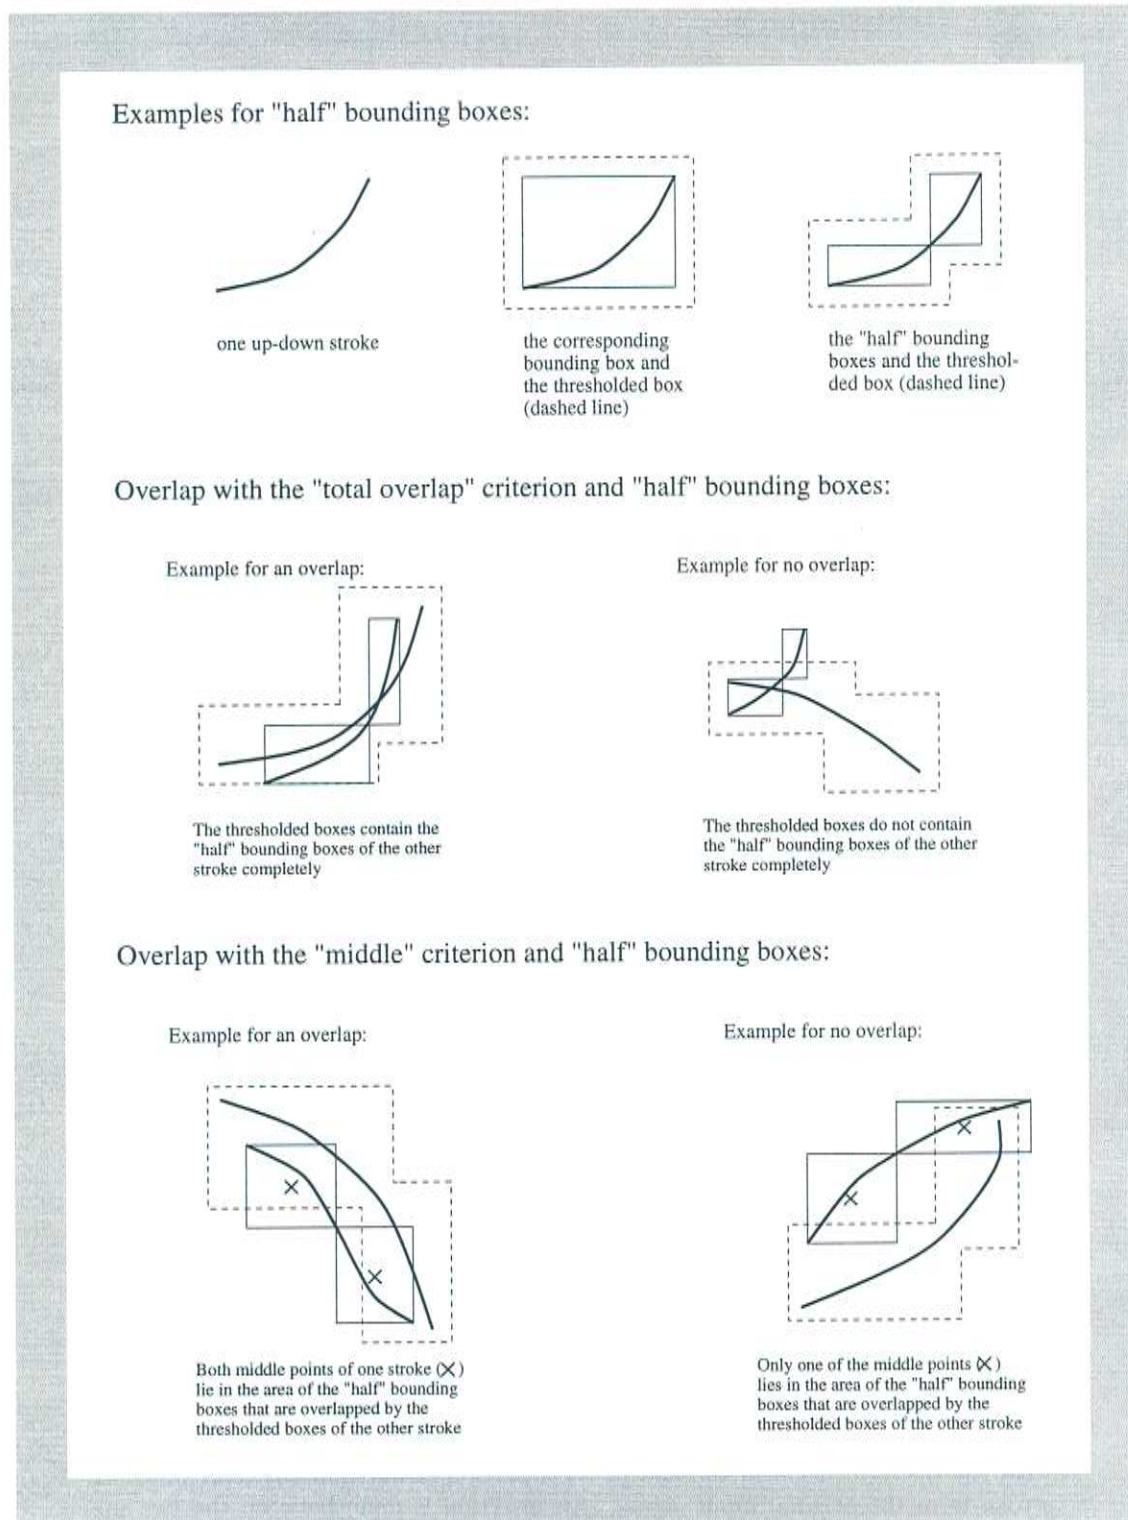 Examples for "half" bounding boxes:
one up-down stroke
the corresponding
bounding box and
the thresholded box
(dashed line)
the "half" bounding
boxes and the threshol-
ded box (dashed line)
Overlap with the "total overlap" criterion and "half" bounding boxes:
Example for an overlap:
The thresholded boxes contain the
"half" bounding boxes of the other
stroke completely
Example for no overlap:
The thresholded boxes do not contain
the "half" bounding boxes of the other
stroke completely
Overlap with the "middle" criterion and "half" bounding boxes:
Example for an overlap:
Both middle points of one stroke (X)
lie in the area of the "half" bounding
boxes that are overlapped by the
thresholded boxes of the other stroke
Example for no overlap:
Only one of the middle points (X)
lies in the area of the "half" bounding
boxes that are overlapped by the
thresholded boxes of the other stroke